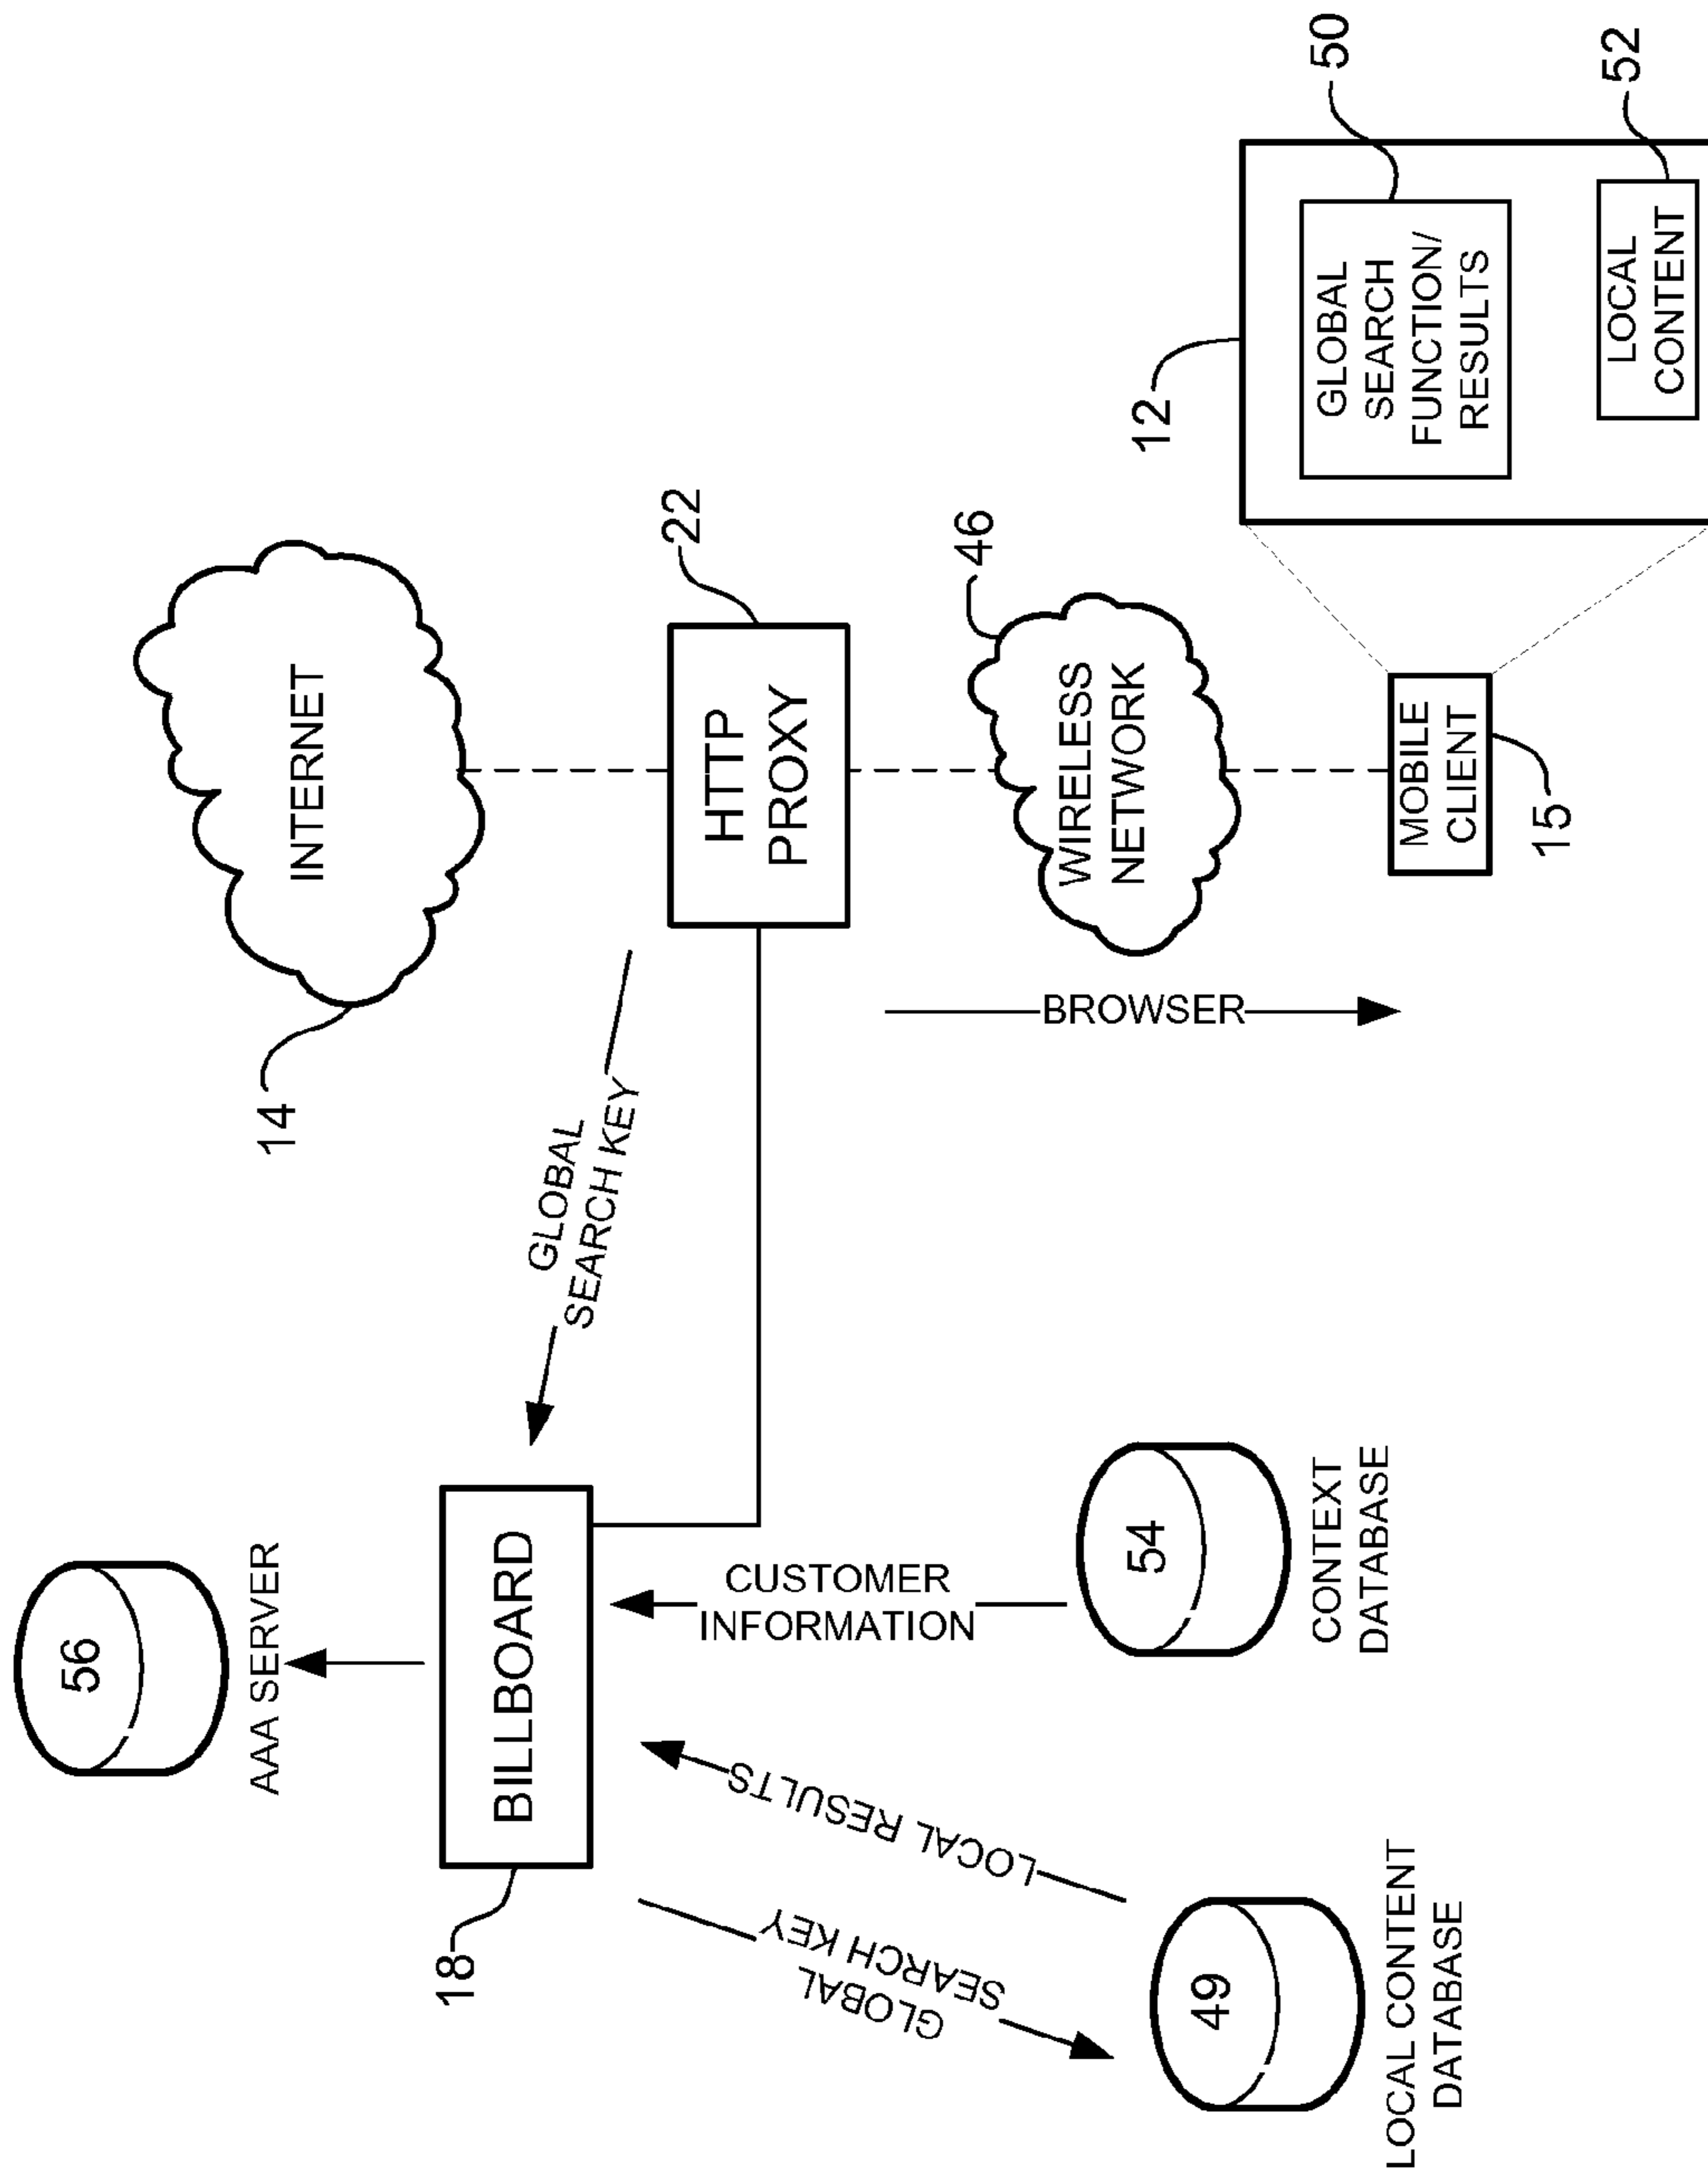 56
AAA SERVER
14
INTERNET
18
BILLBOARD
GLOBAL
SEARCH KEY
22
HTTP
PROXY
CUSTOMER
INFORMATION
LOCAL RESULTS
GLOBAL
SEARCH KEY
BROWSER
46
WIRELESS
NETWORK
49
LOCAL CONTENT
DATABASE
54
CONTEXT
DATABASE
15
MOBILE
CLIENT
12
50
GLOBAL
SEARCH
FUNCTION/
RESULTS
52
LOCAL
CONTENT